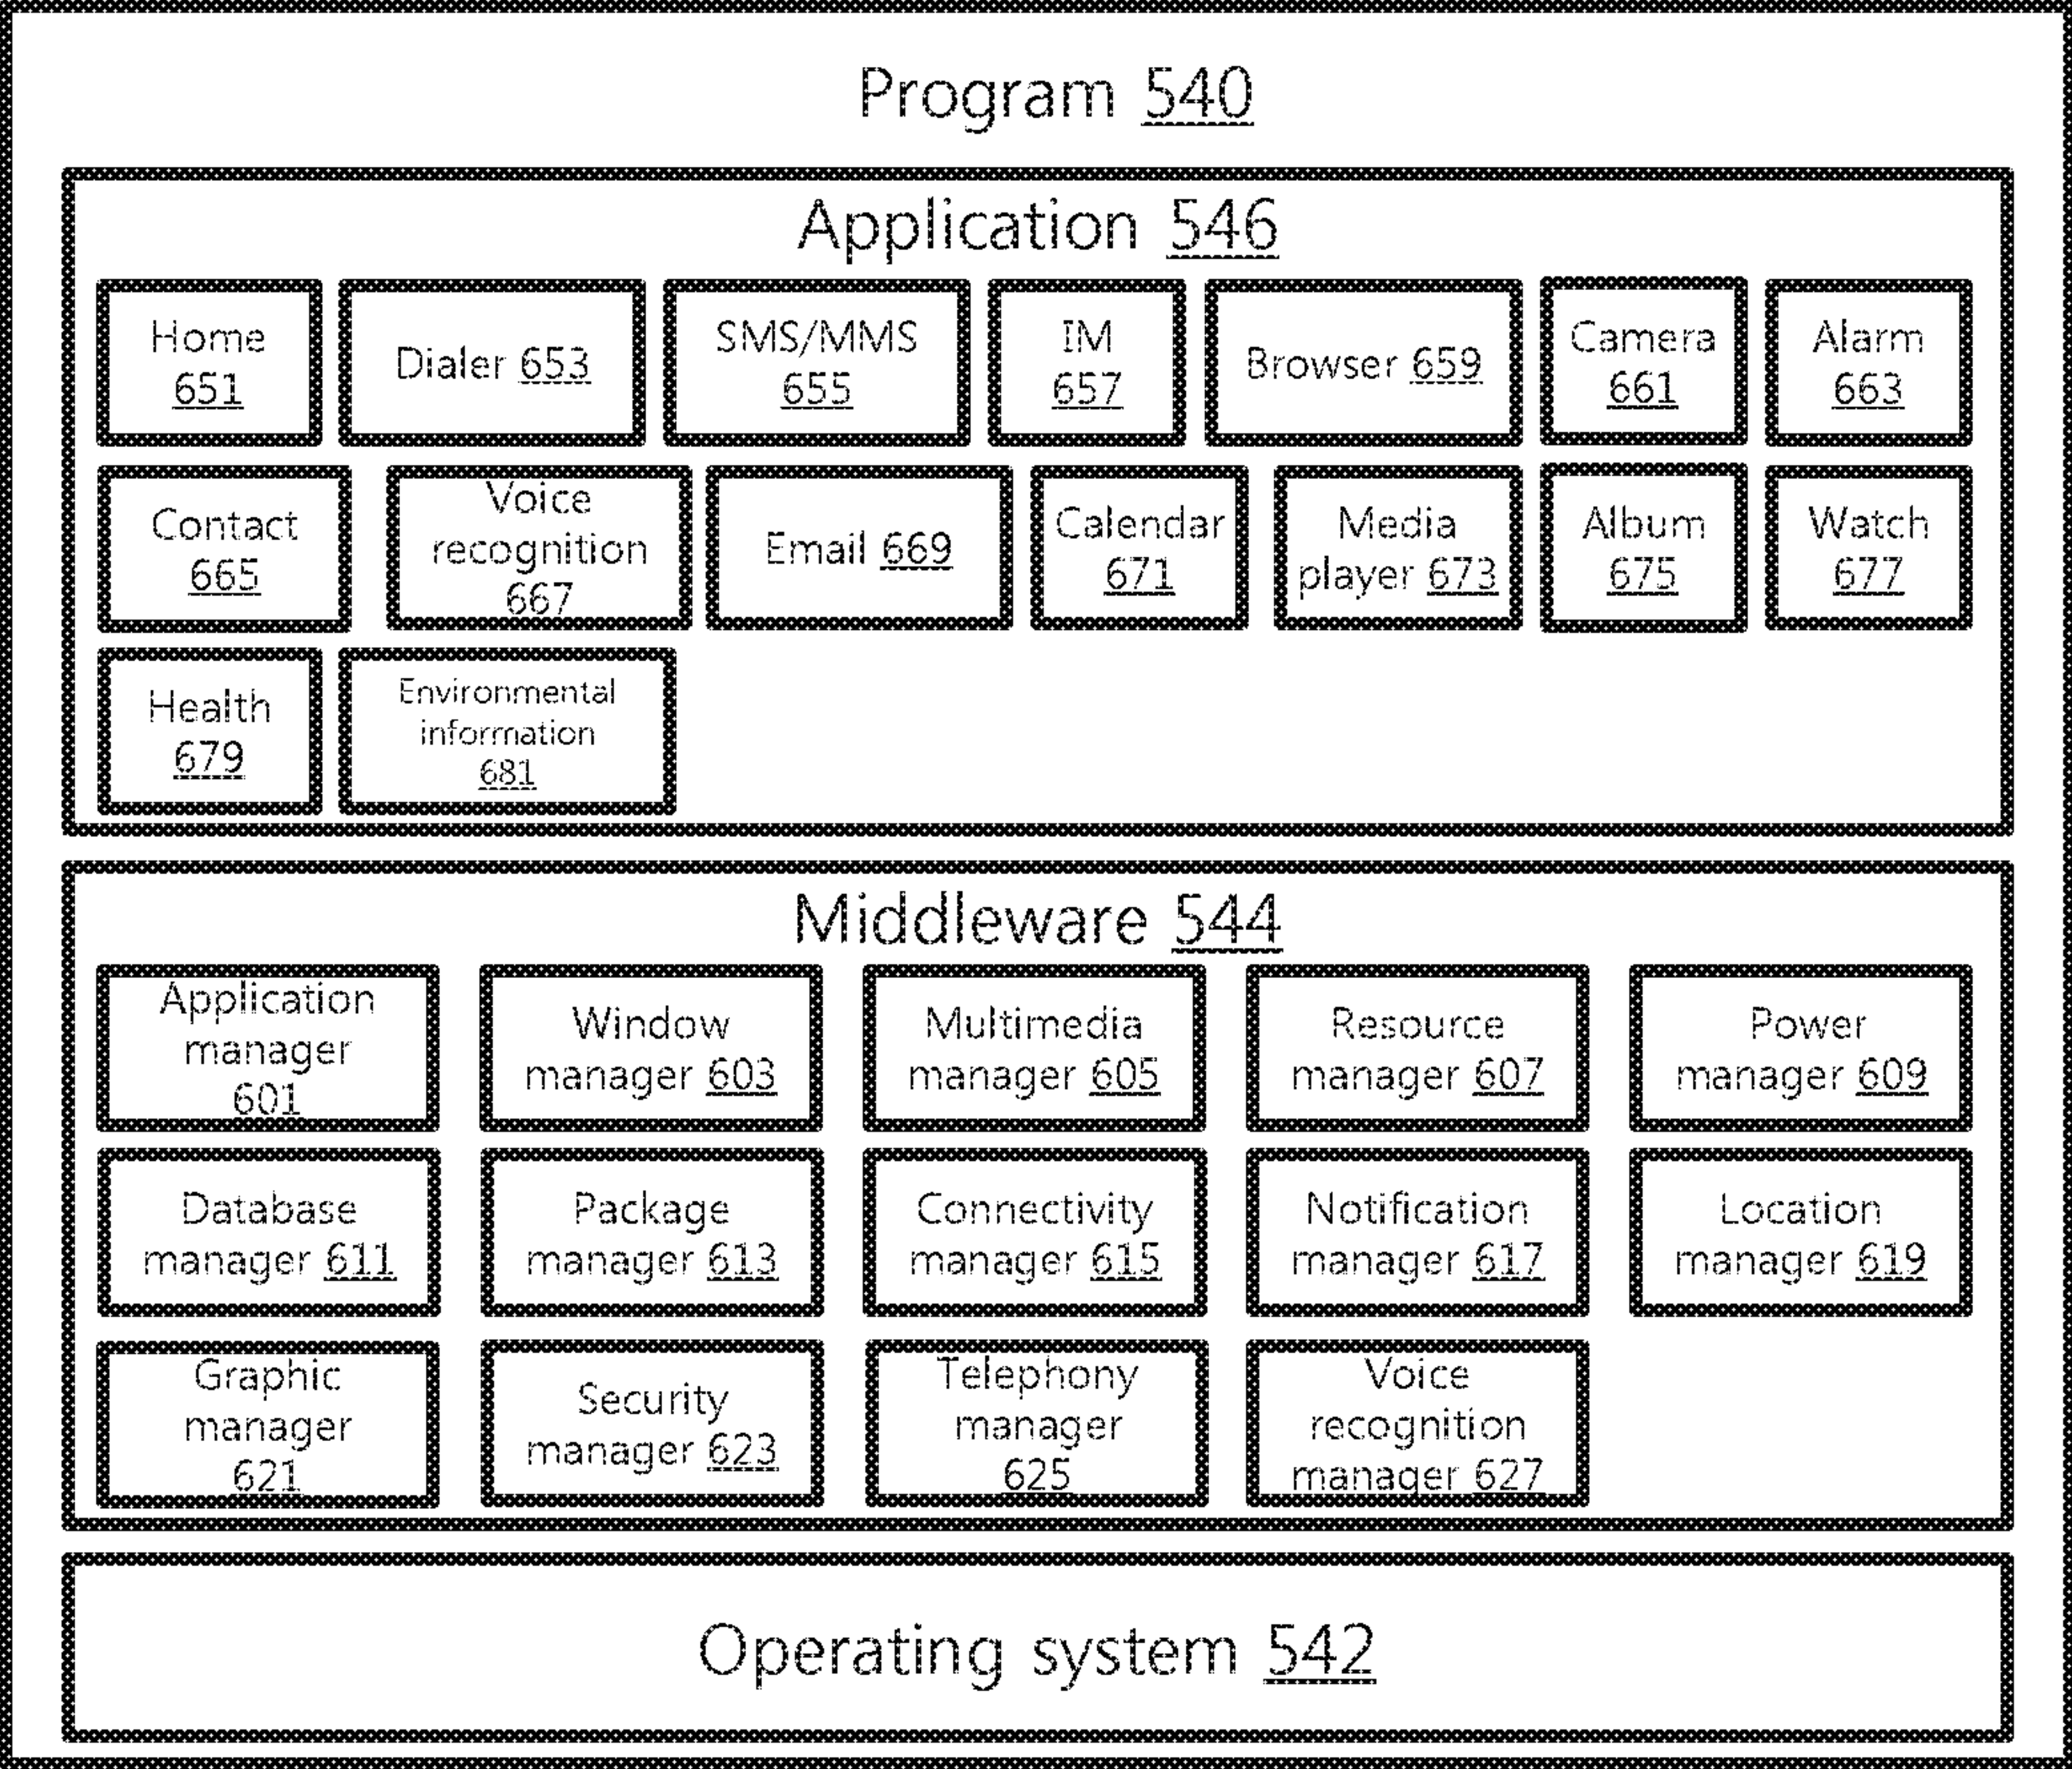 Program 540
Application 546
Home
651
Dialer 653
SMS/MMS
655
IM
657
Browser 659
Camera
661
Alarm
663
Contact
665
Voice
recognition
667
Email 669
Calendar
671
Media
player 673
Album
675
Watch
677
Health
679
Environmental
information
681
Middleware 544
Application
manager
601
Window
manager 603
Multimedia
manager 605
Resource
manager 607
Power
manager 609
Database
manager 611
Package
manager 613
Connectivity
manager 615
Notification
manager 617
Location
manager 619
Graphic
manager
621
Security
manager 623
Telephony
manager
625
Voice
recognition
manager 627
Operating system 542